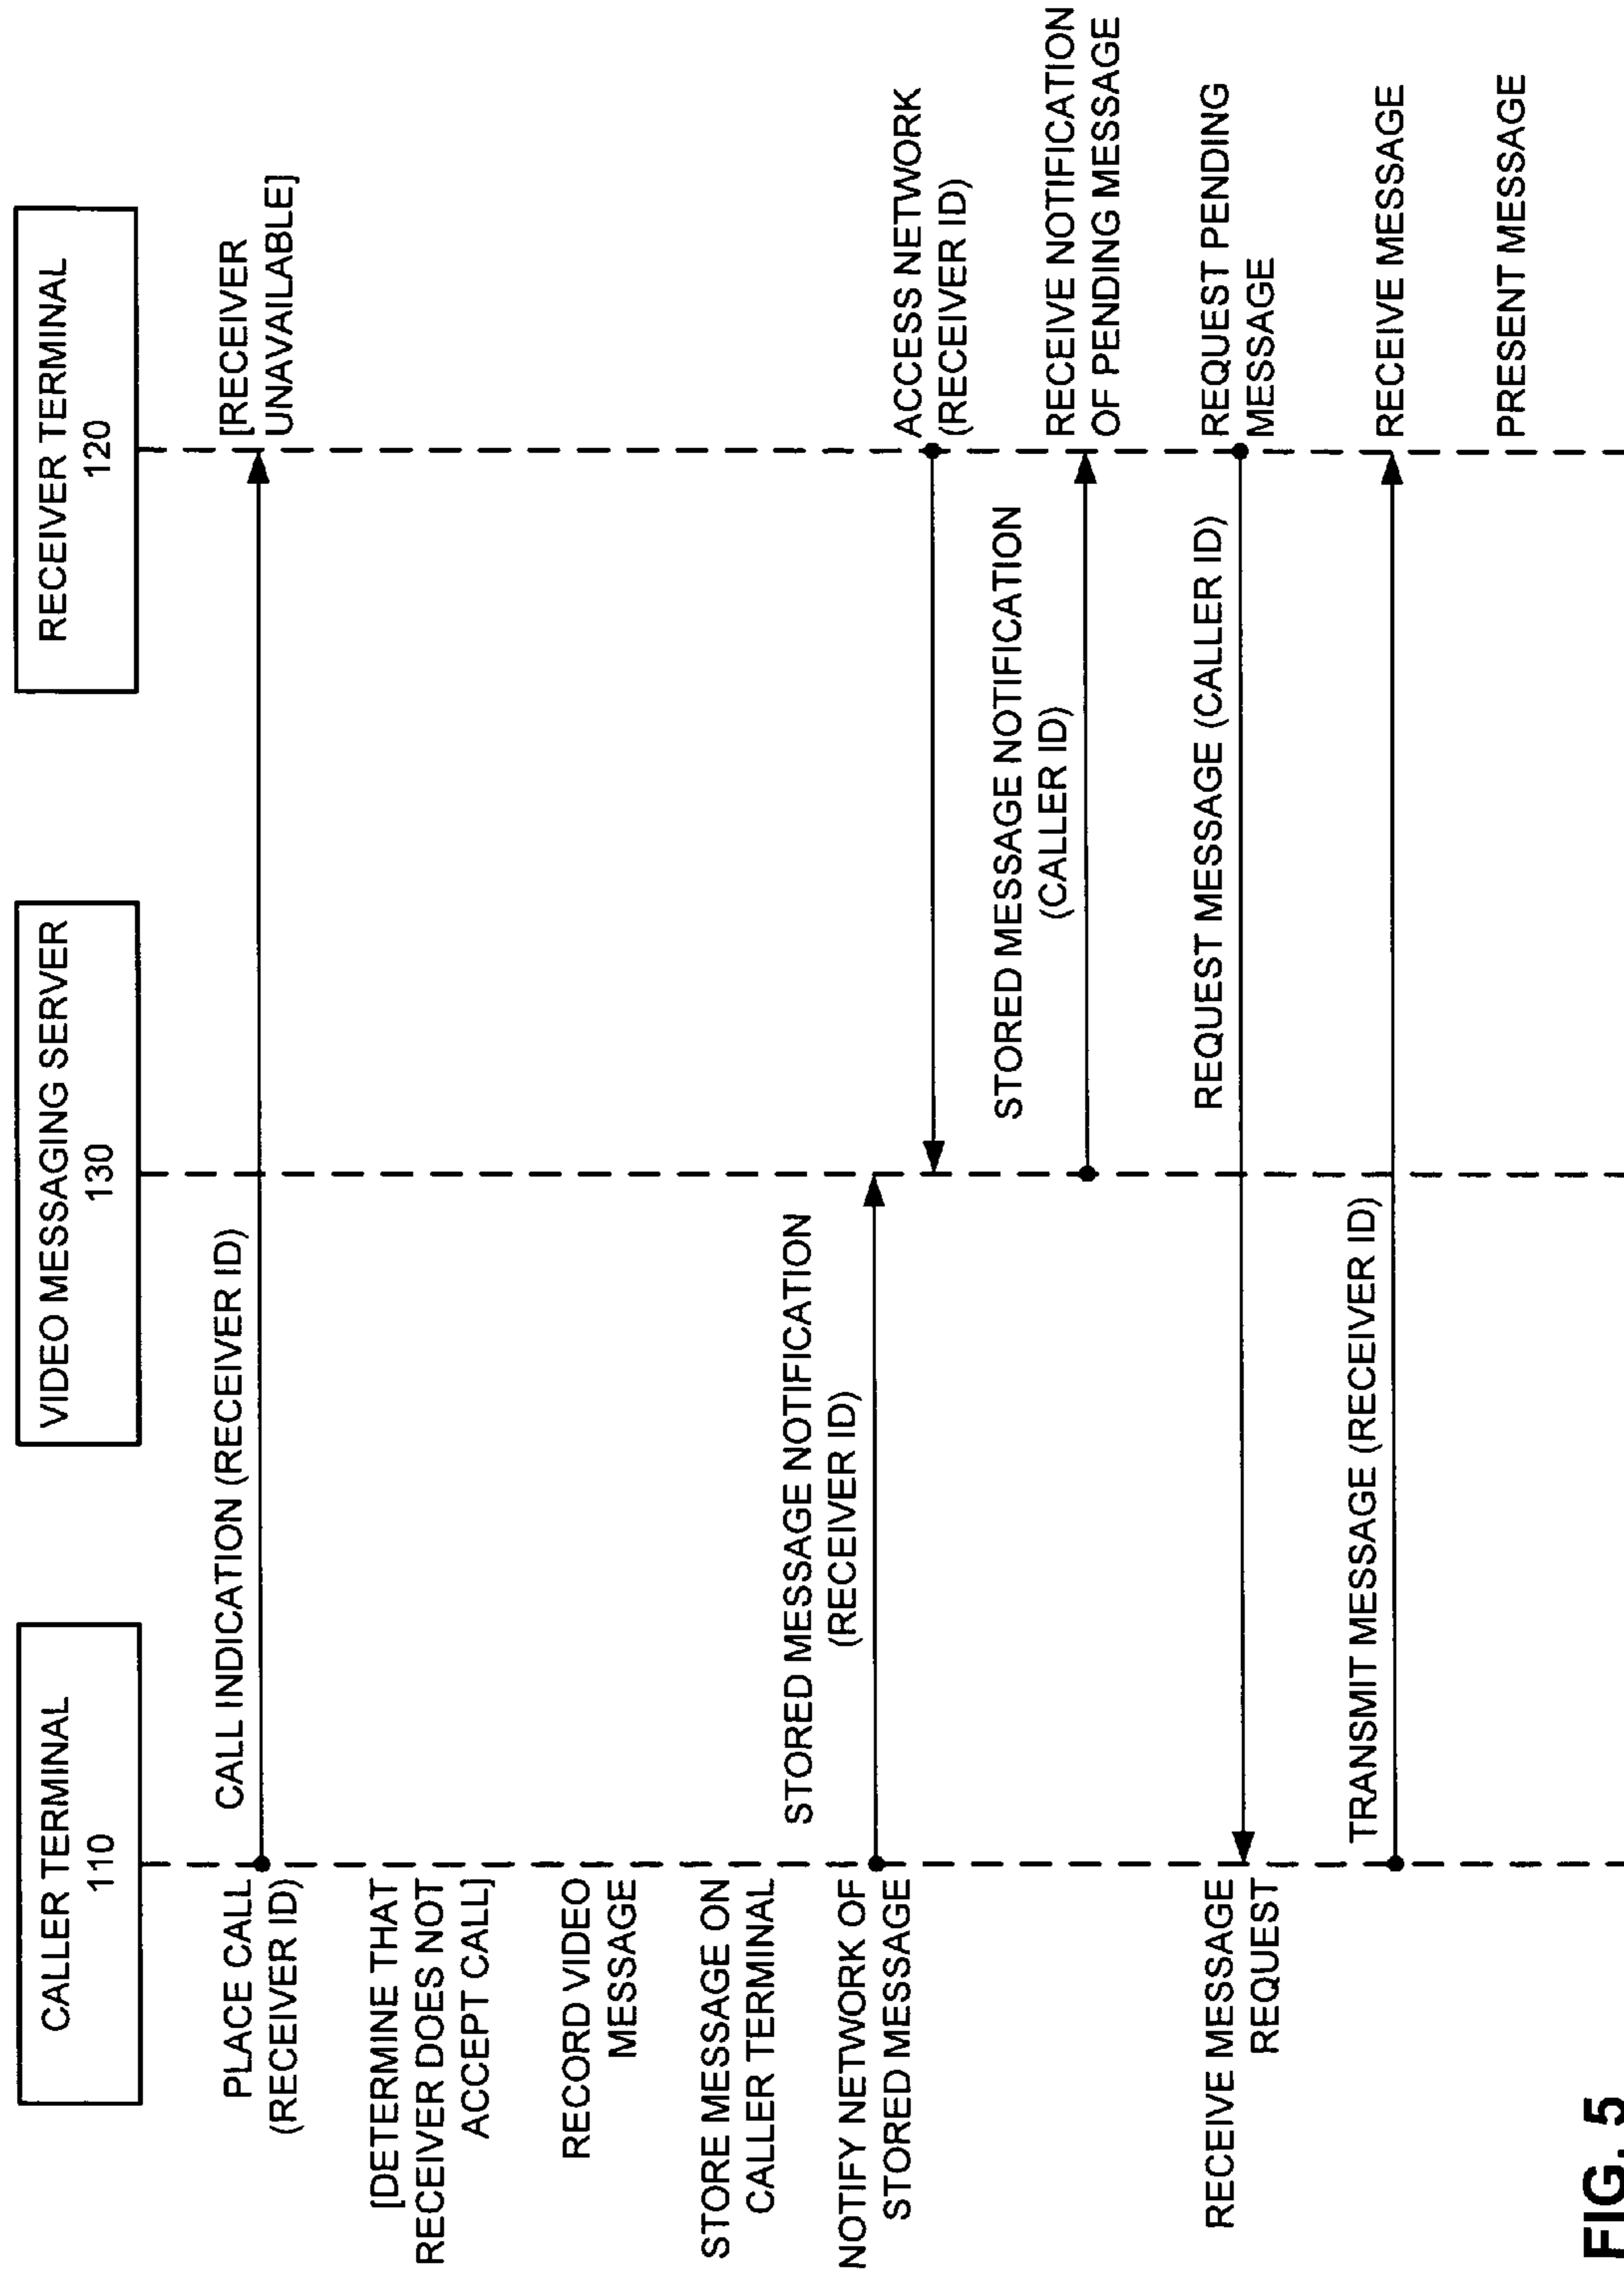 CALLER TERMINAL
110
VIDEO MESSAGING SERVER
130
RECEIVER TERMINAL
120
PLACE CALL
(RECEIVER ID)
CALL INDICATION (RECEIVER ID)
[RECEIVER
UNAVAILABLE]
[DETERMINE THAT
RECEIVER DOES NOT
ACCEPT CALL]
RECORD VIDEO
MESSAGE
STORE MESSAGE ON
CALLER TERMINAL
NOTIFY NETWORK OF
STORED MESSAGE
STORED MESSAGE NOTIFICATION
(RECEIVER ID)
ACCESS NETWORK
(RECEIVER ID)
STORED MESSAGE NOTIFICATION
(CALLER ID)
RECEIVE NOTIFICATION
OF PENDING MESSAGE
RECEIVE MESSAGE
REQUEST
REQUEST MESSAGE (CALLER ID)
REQUEST PENDING
MESSAGE
TRANSMIT MESSAGE (RECEIVER ID)
RECEIVE MESSAGE
PRESENT MESSAGE
FIG. 5